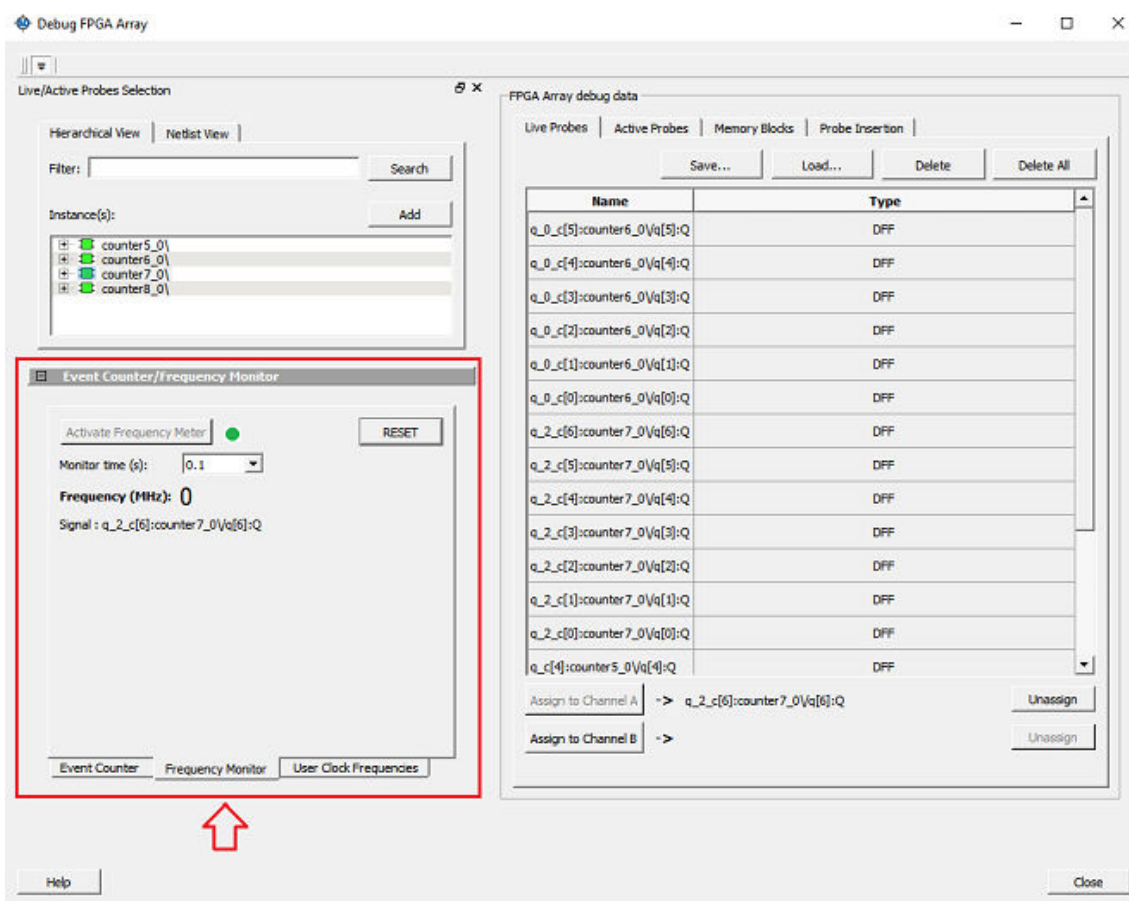 Debug FPGA Array
Live/Active Probes Selection
Hierarchical View Netlist View
Filter: Search
Instance(s): Add
counter5_0\
counter6_0\
counter7_0\
counter8_0\
Event Counter/Frequency Monitor
Activate Frequency Meter RESET
Monitor time (s): 0.1
Frequency (MHz): 0
Signal : q_2_c[6]:counter7_0\/q[6]:Q
Event Counter Frequency Monitor User Clock Frequencies
FPGA Array debug data
Live Probes Active Probes Memory Blocks Probe Insertion
Save... Load... Delete Delete All
Name Type
q_0_c[5]:counter6_0\/q[5]:Q DFF
q_0_c[4]:counter6_0\/q[4]:Q DFF
q_0_c[3]:counter6_0\/q[3]:Q DFF
q_0_c[2]:counter6_0\/q[2]:Q DFF
q_0_c[1]:counter6_0\/q[1]:Q DFF
q_0_c[0]:counter6_0\/q[0]:Q DFF
q_2_c[6]:counter7_0\/q[6]:Q DFF
q_2_c[5]:counter7_0\/q[5]:Q DFF
q_2_c[4]:counter7_0\/q[4]:Q DFF
q_2_c[3]:counter7_0\/q[3]:Q DFF
q_2_c[2]:counter7_0\/q[2]:Q DFF
q_2_c[1]:counter7_0\/q[1]:Q DFF
q_2_c[0]:counter7_0\/q[0]:Q DFF
q_c[4]:counter5_0\/q[4]:Q DFF
Assign to Channel A -> q_2_c[6]:counter7_0\/q[6]:Q Unassign
Assign to Channel B -> Unassign
Help Close